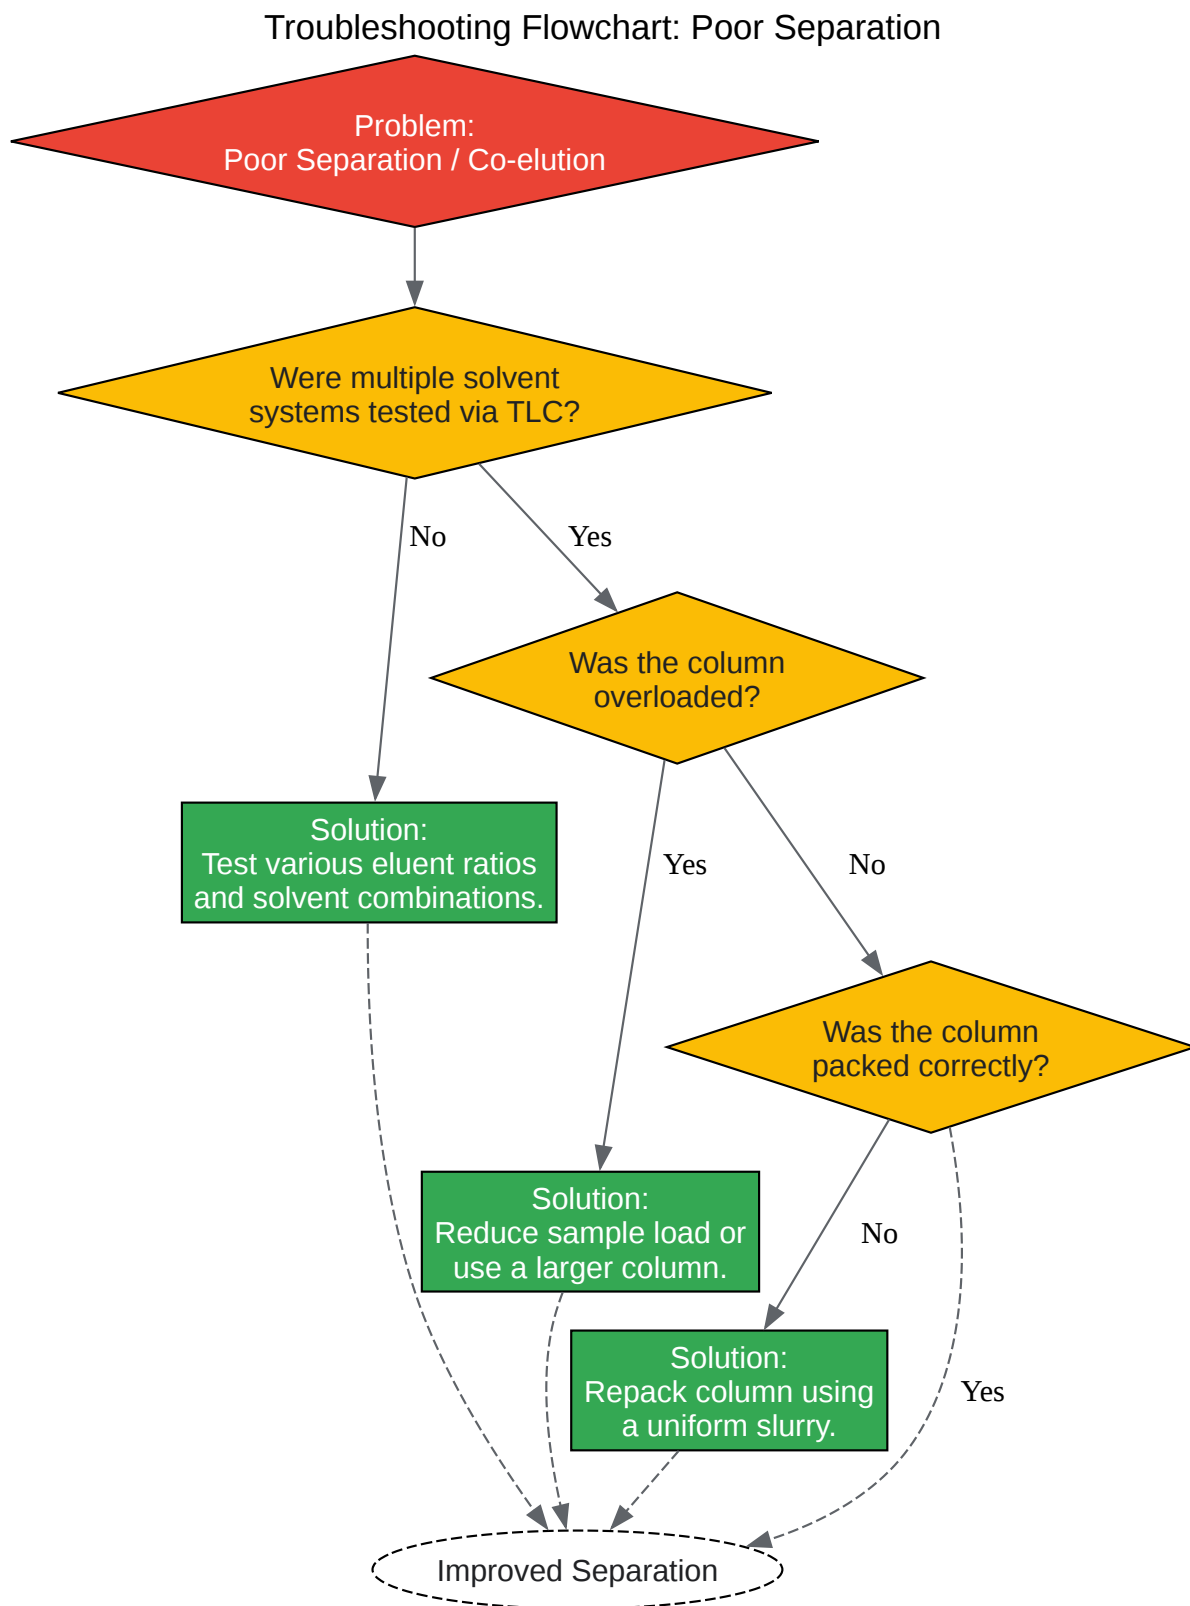 Troubleshooting Flowchart: Poor Separation
Problem:
Poor Separation / Co-elution
Were multiple solvent
systems tested via TLC?
No
Yes
Was the column
overloaded?
Solution:
Test various eluent ratios
and solvent combinations.
Yes
No
Was the column
packed correctly?
Solution:
Reduce sample load or
use a larger column.
No
Solution:
Repack column using
a uniform slurry.
Yes
Improved Separation